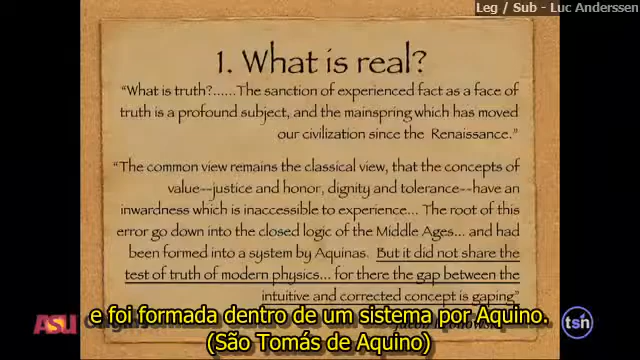 Leg / Sub - Luc Anderssen
1. What is real?
“What is truth?......The sanction of experienced fact as a face of
truth is a profound subject, and the mainspring which has moved
our civilization since the Renaissance.”
“The common view remains the classical view, that the concepts of
value--justice and honor, dignity and tolerance--have an
inwardness which is inaccessible to experience... The root of this
error go down into the closed logic of the Middle Ages... and had
been formed into a system by Aquinas. But it did not share the
test of truth of modern physics... for there the gap between the
intuitive and corrected concept is gaping”
e foi formada dentro de um sistema por Aquino.
(São Tomás de Aquino)
ASU
tsn